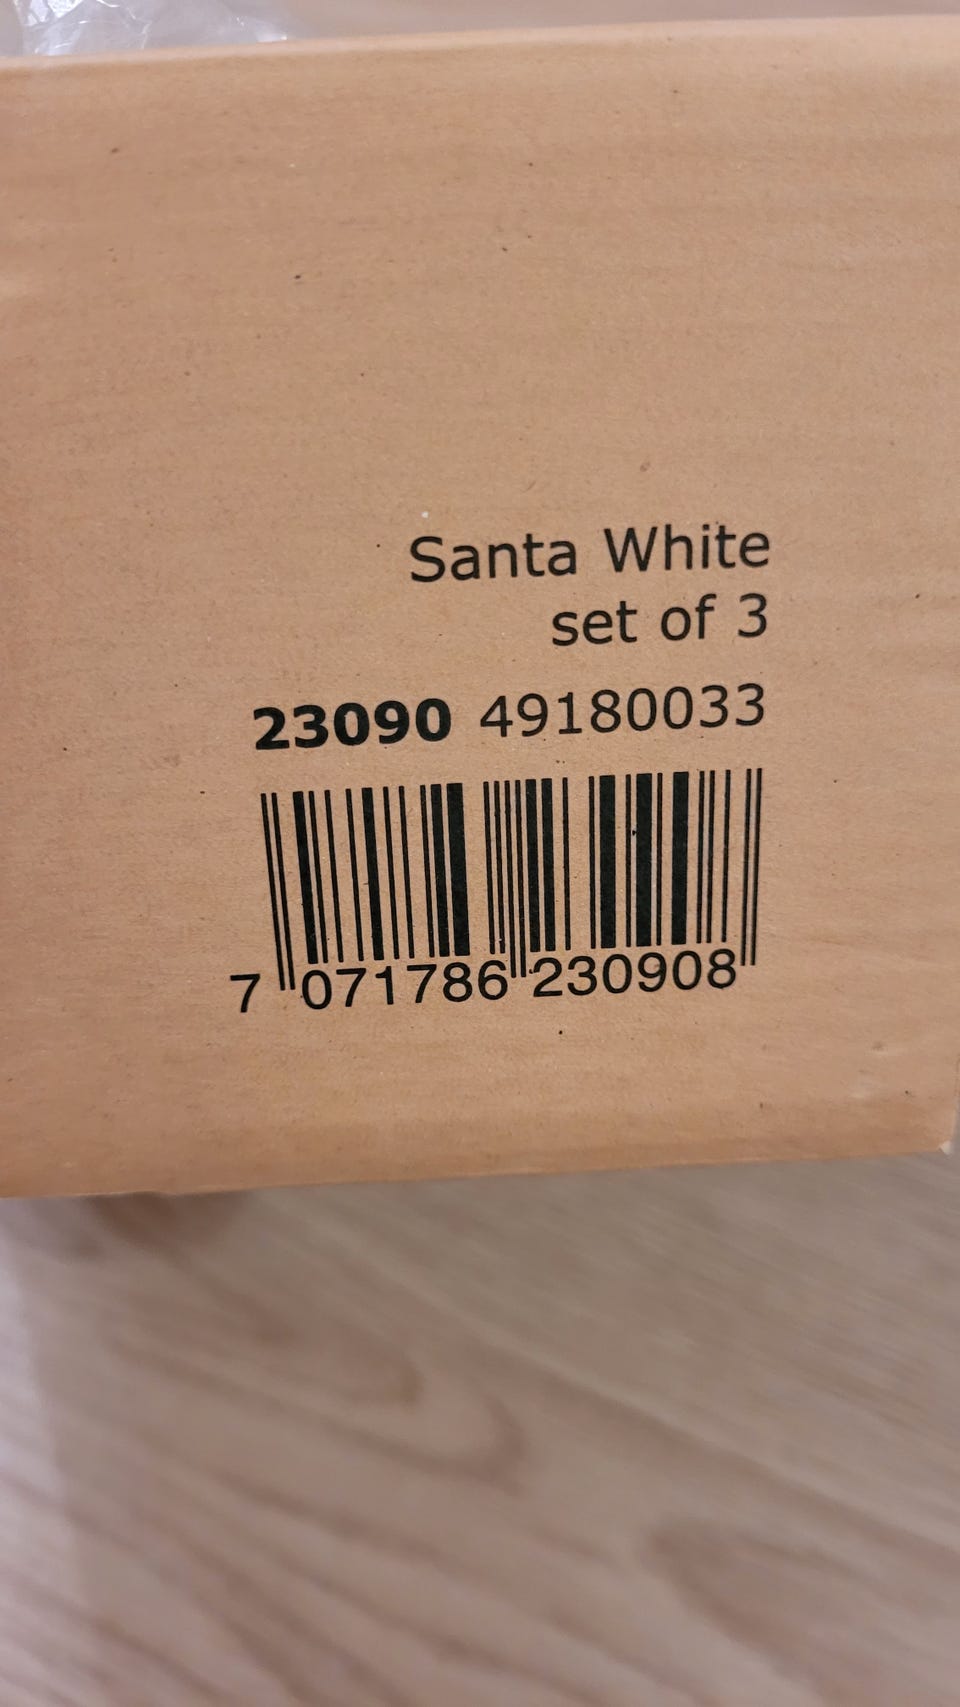 Santa White
set of 3
23090 49180033
7 071786 230908